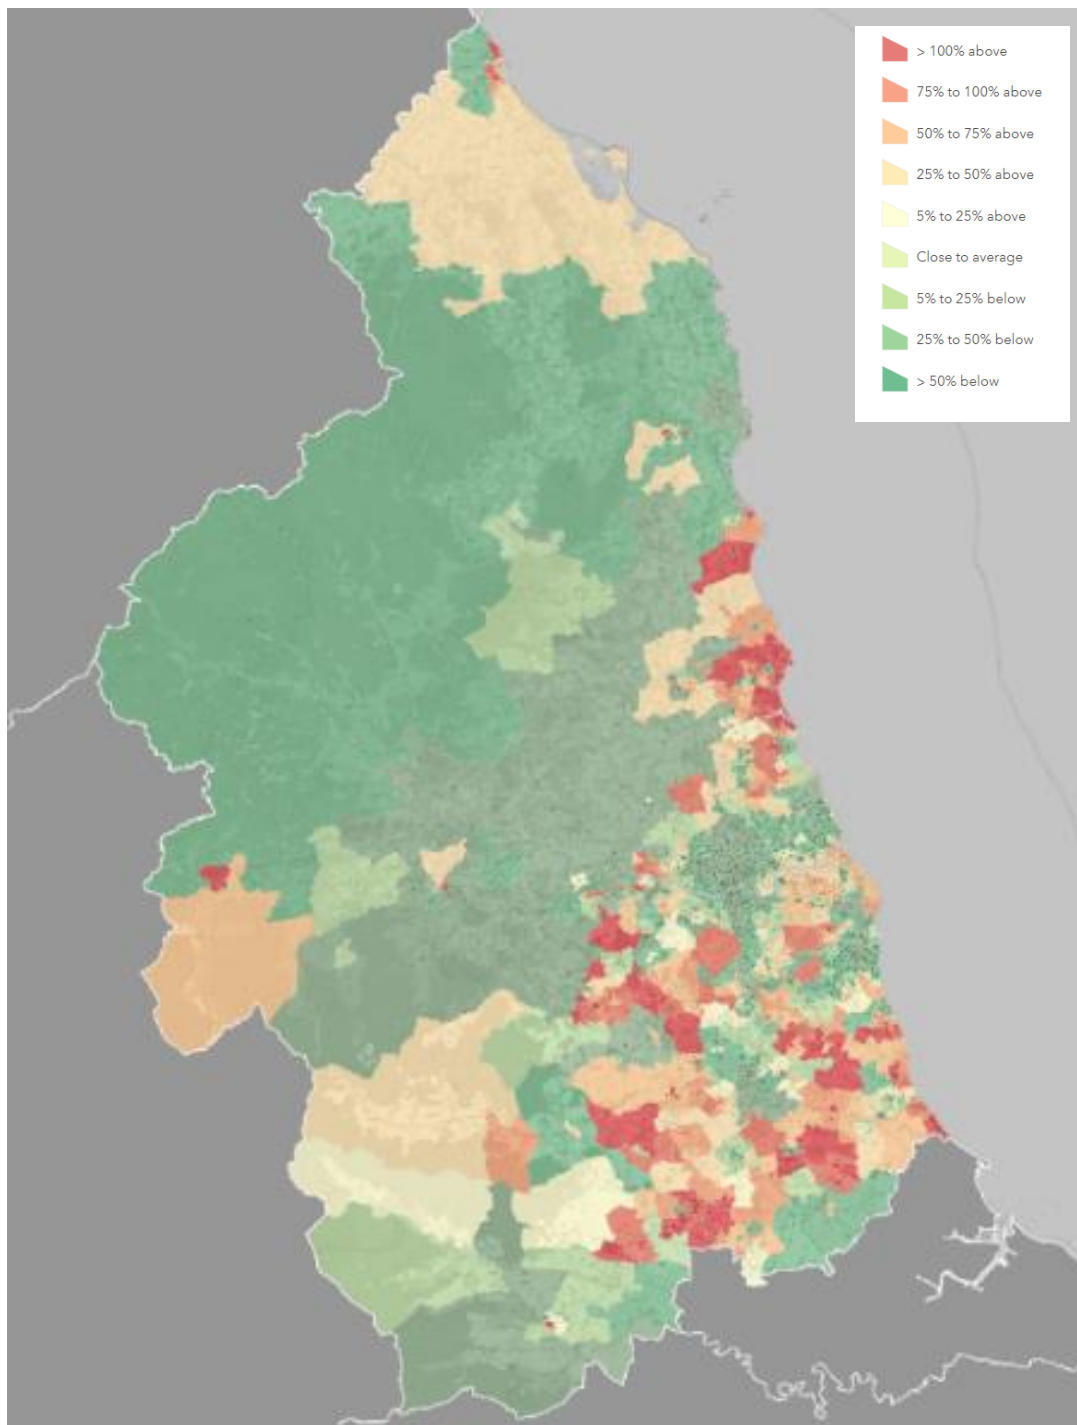 > 100% above
75% to 100% above
50% to 75% above
25% to 50% above
5% to 25% above
Close to average
5% to 25% below
25% to 50% below
> 50% below